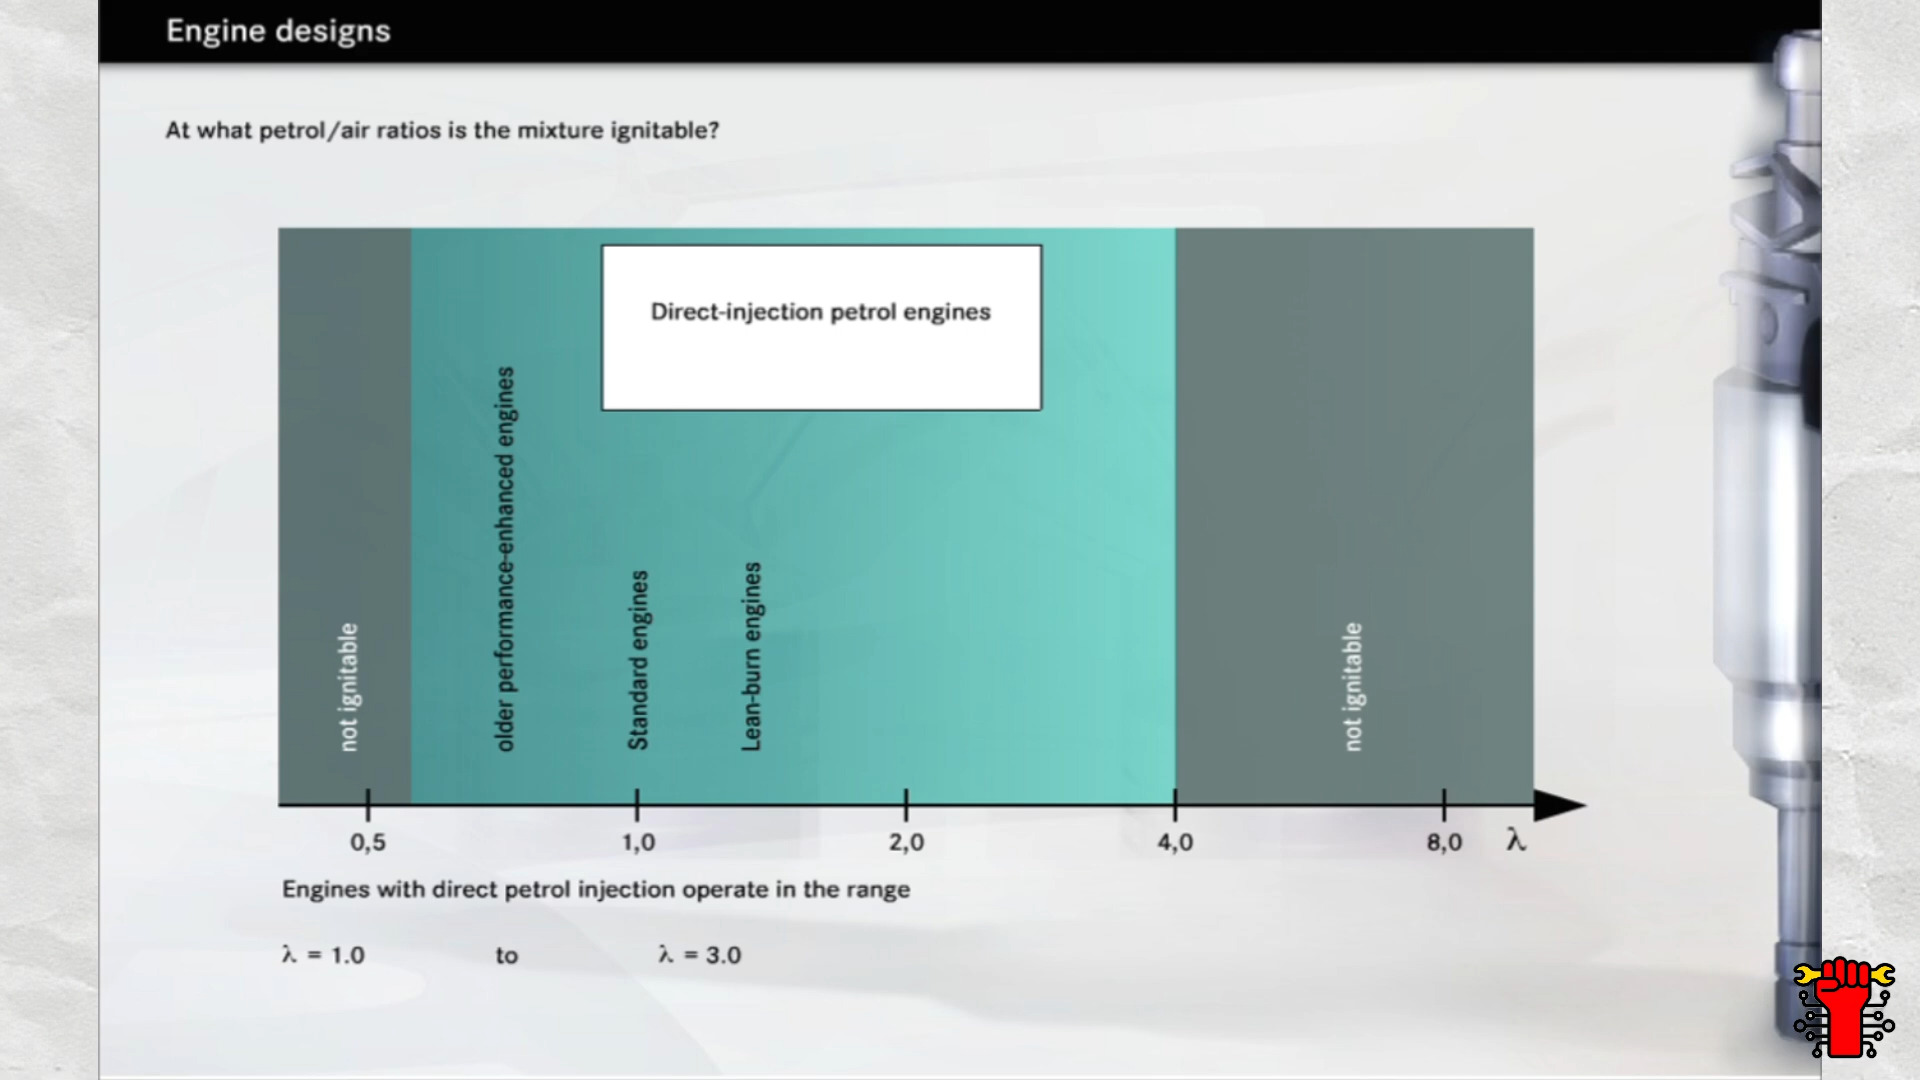 Engine designs
At what petrol/air ratios is the mixture ignitable?
Direct-injection petrol engines
not ignitable
older performance-enhanced engines
Standard engines
Lean-burn engines
not ignitable
0,5 1,0 2,0 4,0 8,0 λ
Engines with direct petrol injection operate in the range
λ = 1.0 to λ = 3.0